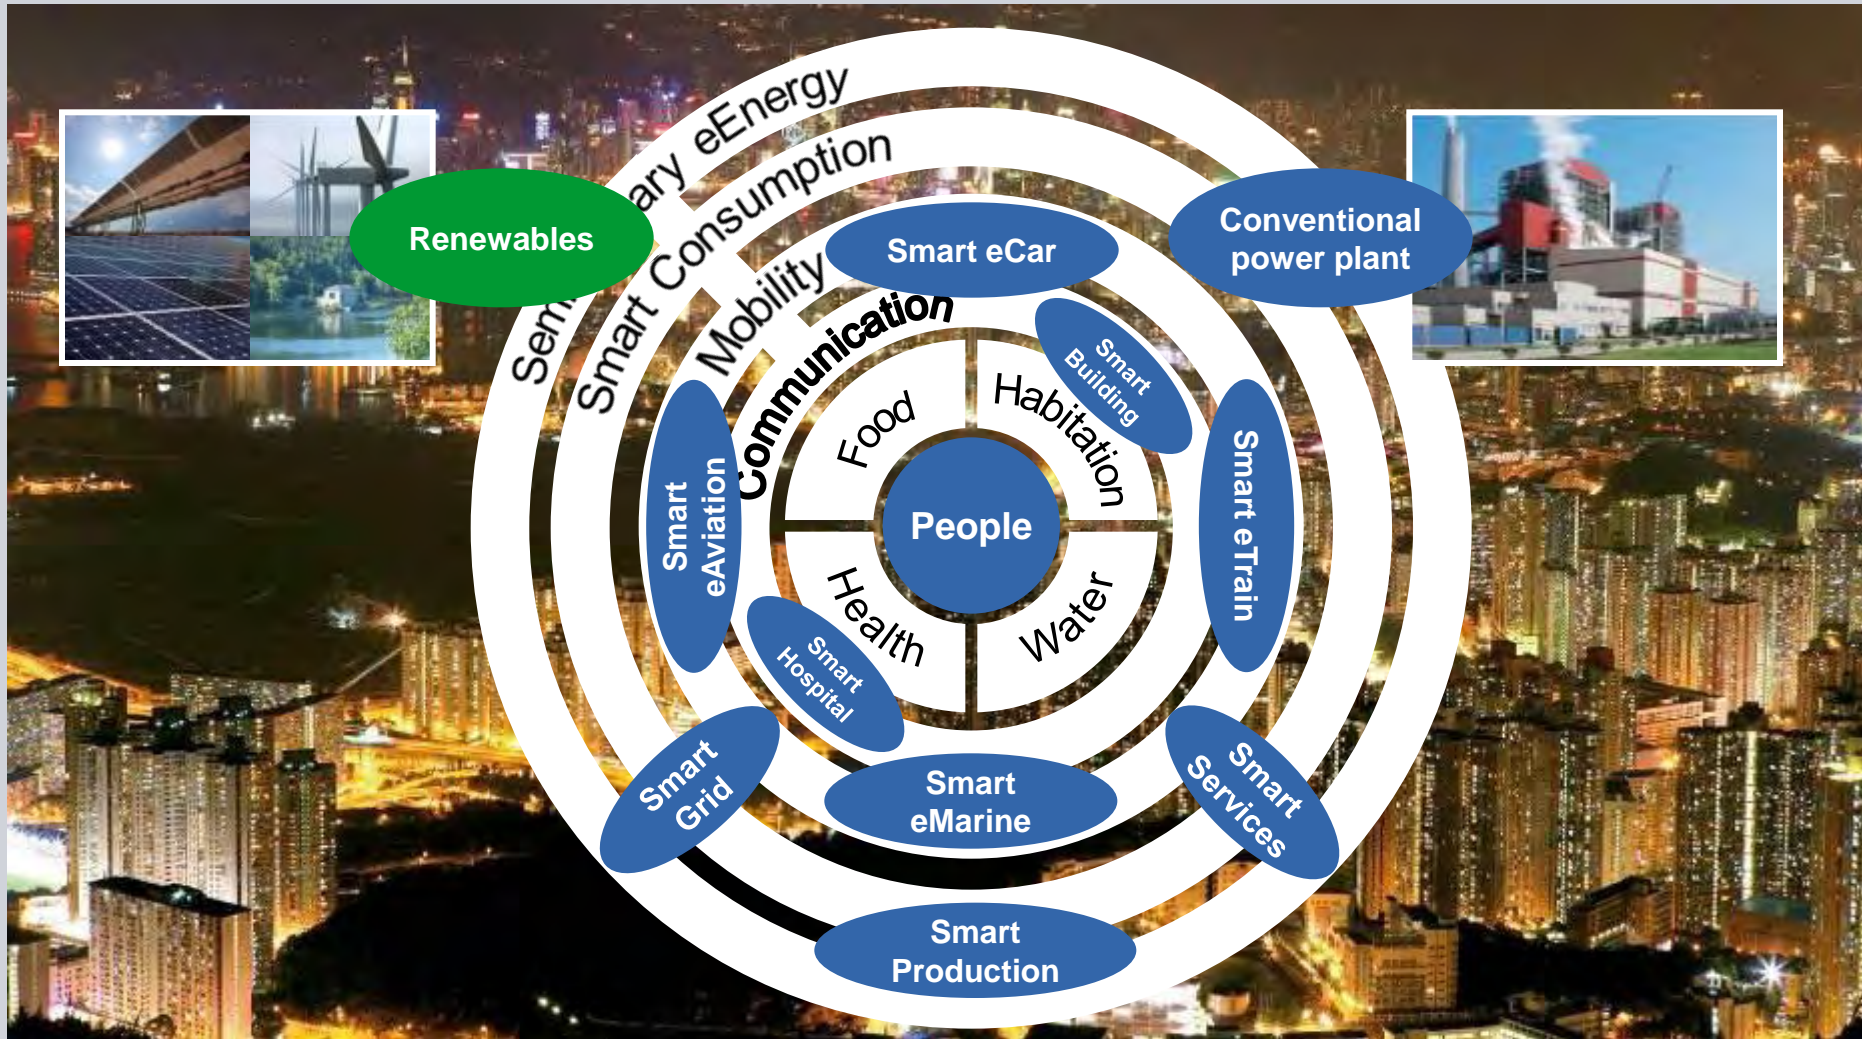 eEnergy
Smart Consumption
Mobility
Communication
Renewables
Smart eCar
Conventional
power plant
Smart
Building
Food
Habitation
Smart
eAviation
People
Smart eTrain
Health
Water
Smart
Hospital
Smart
Grid
Smart
eMarine
Smart
Services
Smart
Production